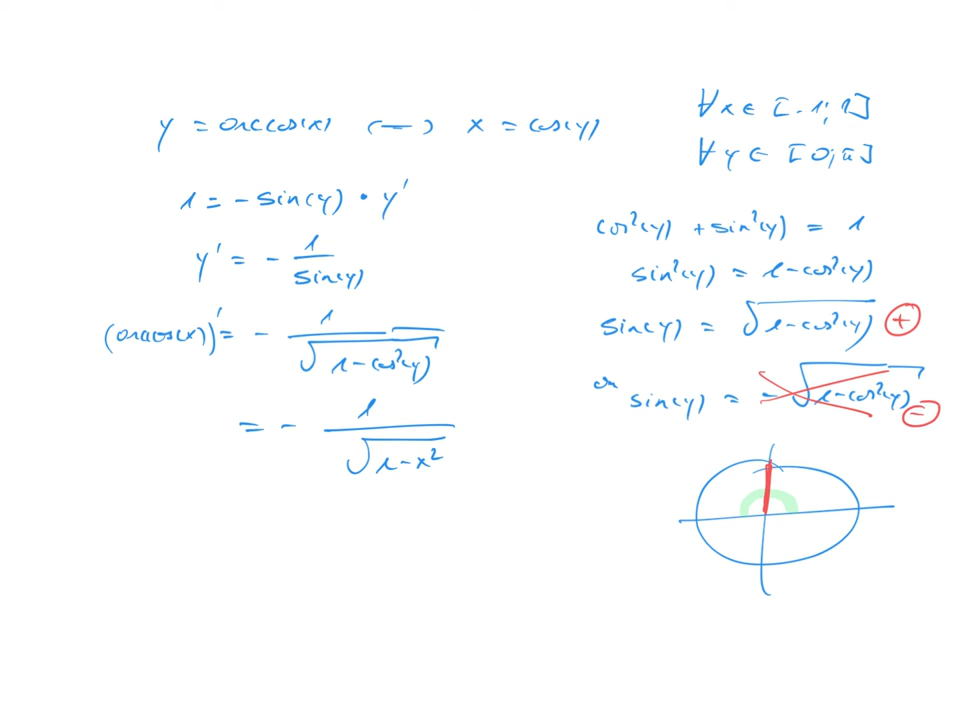 y = arccos(x) ⟷ x = cos(y)
∀x ∈ [-1; 1]
∀y ∈ [0; π]
1 = - sin(y) • y'
y' = - 1/sin(y)
(arccos(x))' = - 1/√(1-cos²(y))
= - 1/√(1-x²)
cos²(y) + sin²(y) = 1
sin²(y) = 1-cos²(y)
sin(y) = √(1-cos²(y)) ⊕
or
sin(y) = -√(1-cos²(y)) ⊖